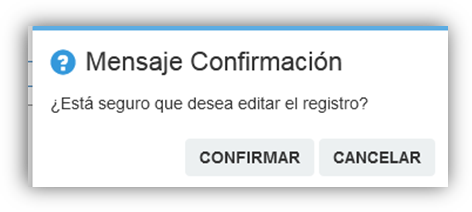 Mensaje Confirmación
¿Está seguro que desea editar el registro?
CONFIRMAR CANCELAR